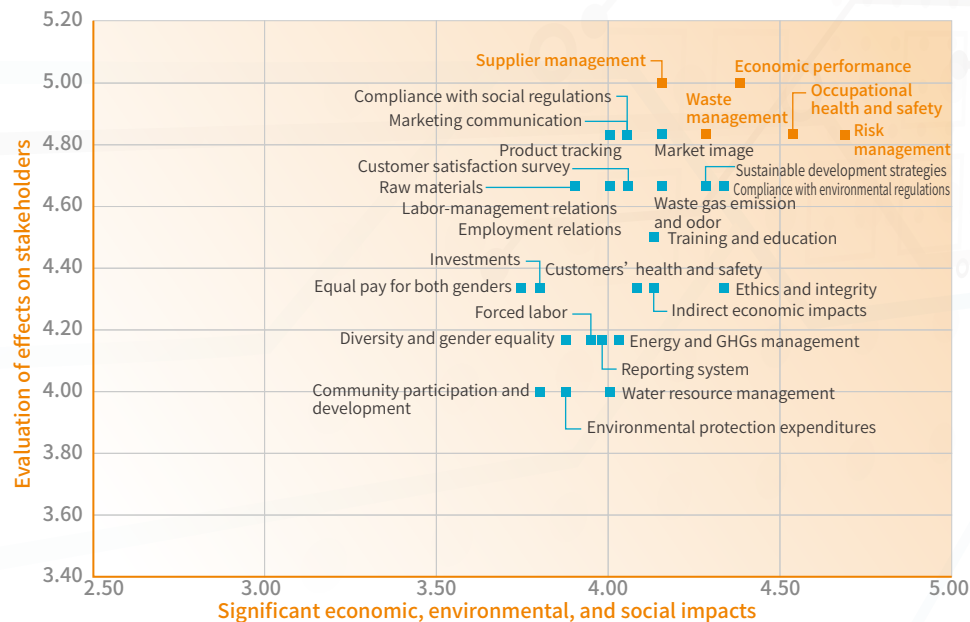 5.20
5.00
4.80
4.60
4.40
4.20
4.00
3.80
3.60
3.40
Evaluation of effects on stakeholders
Supplier management
Economic performance
Compliance with social regulations
Waste
management
Occupational
health and safety
Marketing communication
Risk
management
Product tracking
Market image
Customer satisfaction survey
Sustainable development strategies
Raw materials
Compliance with environmental regulations
Labor-management relations
Waste gas emission
and odor
Employment relations
Training and education
Investments
Customers’ health and safety
Equal pay for both genders
Ethics and integrity
Forced labor
Indirect economic impacts
Diversity and gender equality
Energy and GHGs management
Reporting system
Community participation and
development
Water resource management
Environmental protection expenditures
2.50
3.00
3.50
4.00
4.50
5.00
Significant economic, environmental, and social impacts